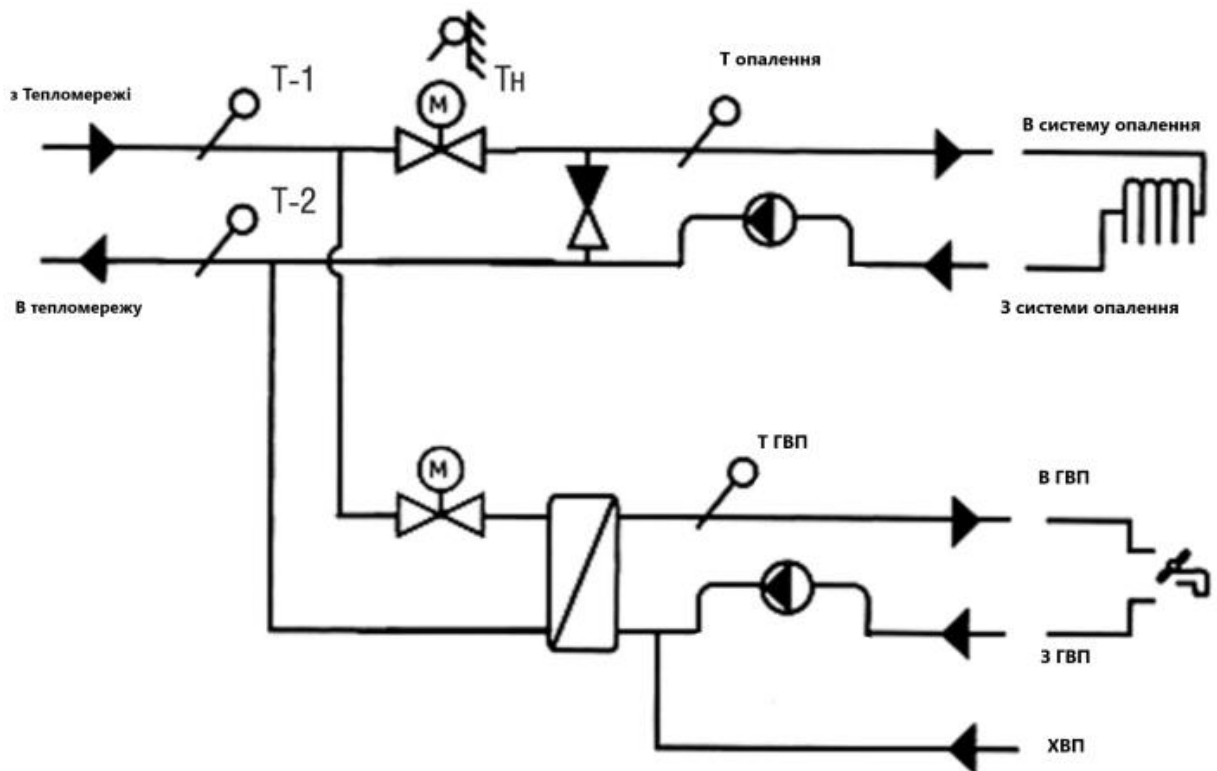 з Тепломережі
Т-1
М
Тн
Т опалення
В систему опалення
Т-2
В тепломережу
З системи опалення
М
Т ГВП
В ГВП
З ГВП
ХВП